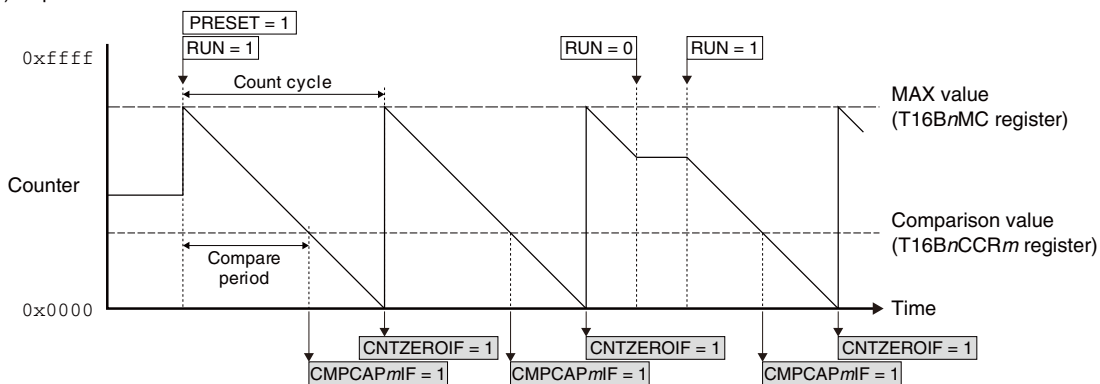 PRESET = 1
RUN = 1
RUN = 0
RUN = 1
0xffff
Count cycle
MAX value
(T16BnMC register)
Counter
Comparison value
(T16BnCCRm register)
Compare
period
0x0000
Time
CNTZEROIF = 1
CNTZEROIF = 1
CNTZEROIF = 1
CMPCAPmIF = 1
CMPCAPmIF = 1
CMPCAPmIF = 1